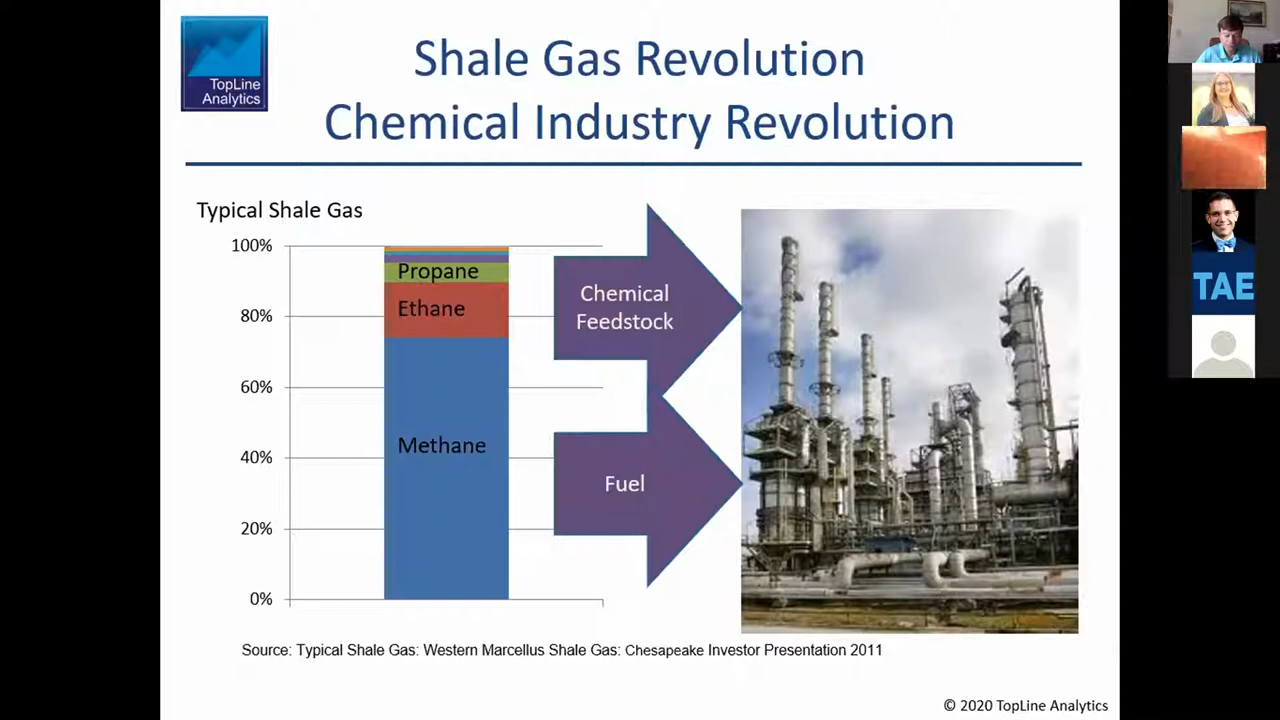 TopLine
Analytics
Shale Gas Revolution
Chemical Industry Revolution
Typical Shale Gas
100%
80%
60%
40%
20%
0%
Propane
Ethane
Methane
Chemical
Feedstock
Fuel
Source: Typical Shale Gas: Western Marcellus Shale Gas: Chesapeake Investor Presentation 2011
© 2020 TopLine Analytics
TAE